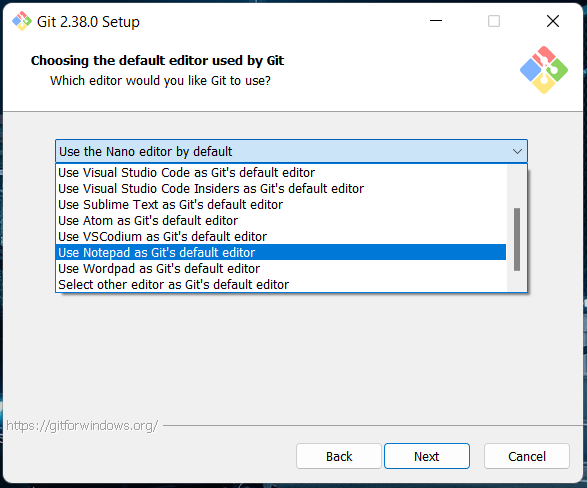 Git 2.38.0 Setup
Choosing the default editor used by Git
Which editor would you like Git to use?
Use the Nano editor by default
Use Visual Studio Code as Git's default editor
Use Visual Studio Code Insiders as Git's default editor
Use Sublime Text as Git's default editor
Use Atom as Git's default editor
Use VSCodium as Git's default editor
Use Notepad as Git's default editor
Use Wordpad as Git's default editor
Select other editor as Git's default editor
https://gitforwindows.org/
Back Next Cancel